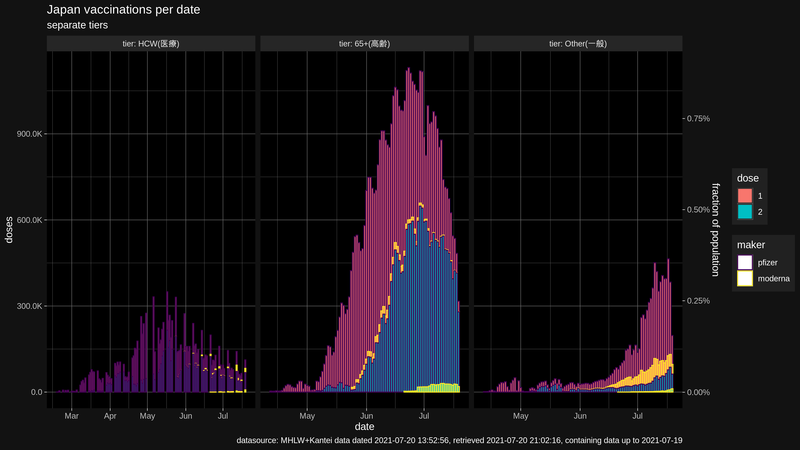 Japan vaccinations per date
separate tiers
tier: HCW(医療)
tier: 65+(高齢)
tier: Other(一般)
doses
900.0K
600.0K
300.0K
0.0
0.75%
0.50%
0.25%
0.00%
fraction of population
Mar Apr May Jun Jul
May Jun Jul
May Jun Jul
date
dose
1
2
maker
pfizer
moderna
datasource: MHLW+Kantei data dated 2021-07-20 13:52:56, retrieved 2021-07-20 21:02:16, containing data up to 2021-07-19